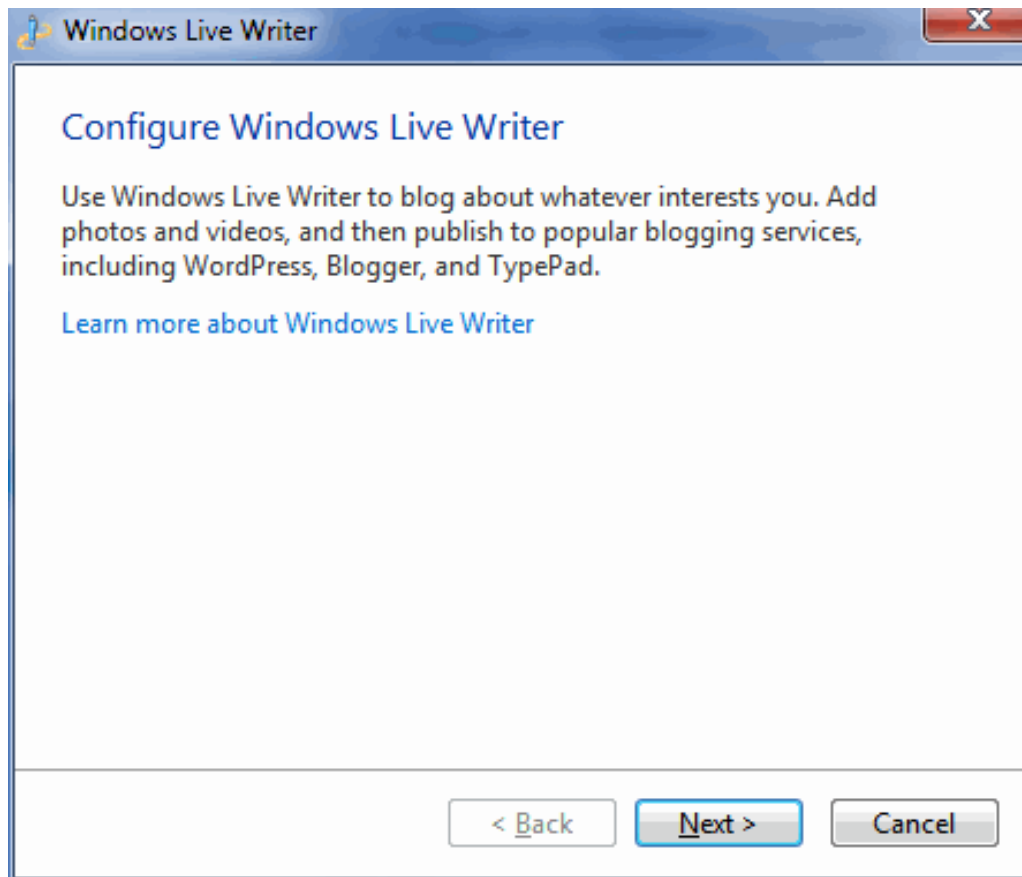 Windows Live Writer
X
Configure Windows Live Writer
Use Windows Live Writer to blog about whatever interests you. Add
photos and videos, and then publish to popular blogging services,
including WordPress, Blogger, and TypePad.
Learn more about Windows Live Writer
< Back Next > Cancel